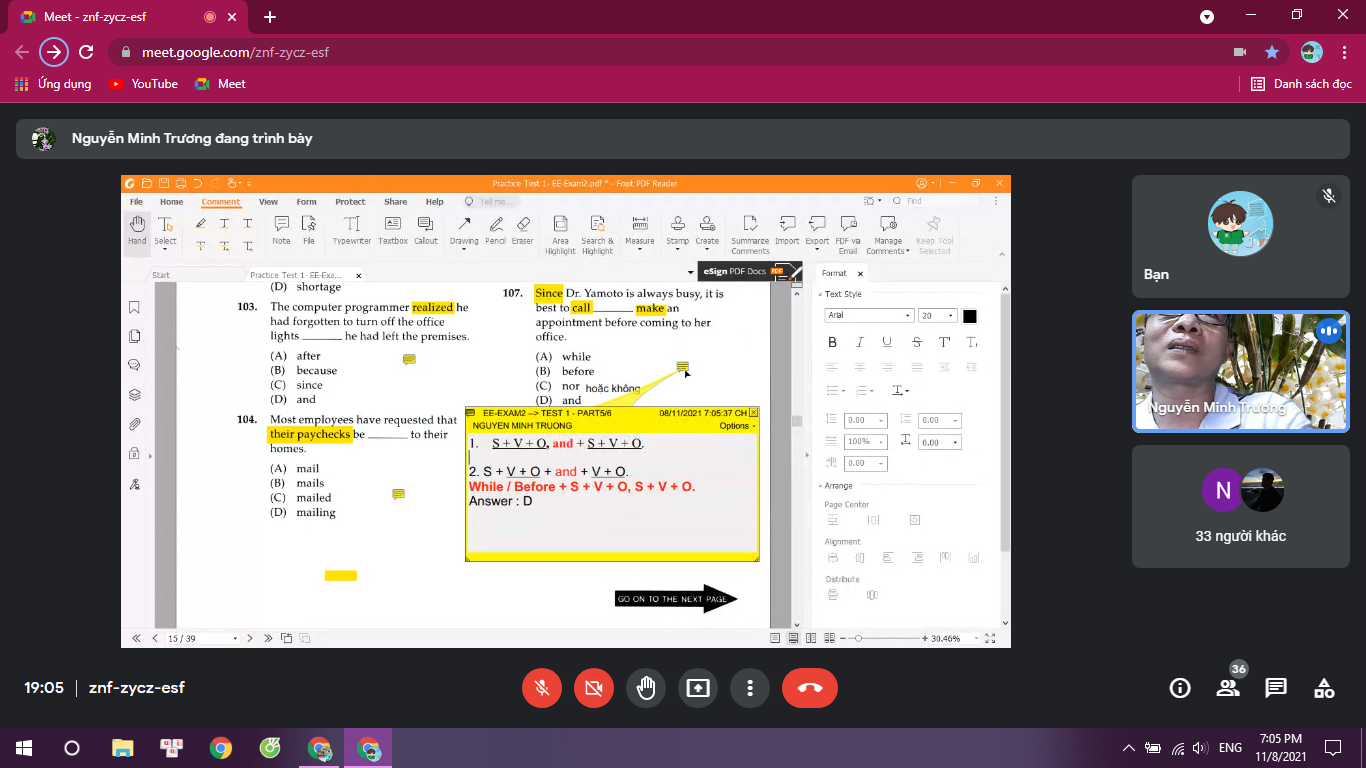 Meet - znf-zycz-esf
meet.google.com/znf-zycz-esf
Ứng dụng
YouTube
Meet
Danh sách đọc
Nguyễn Minh Trương đang trình bày
Practice Test 1- EE-Exam2.pdf * - Foxit PDF Reader
File Home Comment View Form Protect Share Help Tell me... Find
Hand Select Note File Typewriter Textbox Callout Drawing Pencil Eraser Area Highlight Search & Highlight Measure Stamp Create Summarize Comments Import Export FDF via Email Manage Comments Keep Tool Selected
Start
Practice Test 1- EE-Exa...
eSign PDF Docs
Format
(D) shortage
103. The computer programmer realized he
had forgotten to turn off the office
lights ______ he had left the premises.
(A) after
(B) because
(C) since
(D) and
104. Most employees have requested that
their paychecks be ______ to their
homes.
(A) mail
(B) mails
(C) mailed
(D) mailing
107. Since Dr. Yamoto is always busy, it is
best to call ______ make an
appointment before coming to her
office.
(A) while
(B) before
(C) nor hoặc không
(D) and
EE-EXAM2 --> TEST 1 - PART5/6 08/11/2021 7:05:37 CH
NGUYEN MINH TRUONG Options
1. S + V + O, and + S + V + O.
2. S + V + O + and + V + O.
While / Before + S + V + O, S + V + O.
Answer : D
GO ON TO THE NEXT PAGE
Text Style
Arial 20
B I U S T T
0.00 0.00
100% 0.00
0.00
Arrange
Page Center
Alignment
Distribute
15 / 39
30.46%
Bạn
Nguyễn Minh Trương
N
33 người khác
19:05 znf-zycz-esf
36
ENG
7:05 PM
11/8/2021